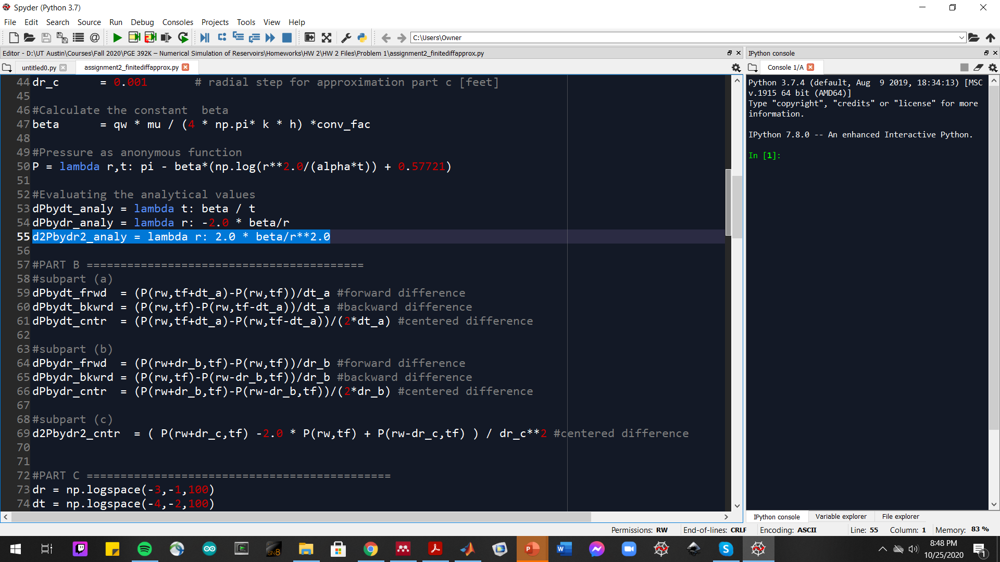 Spyder (Python 3.7)
File Edit Search Source Run Debug Consoles Projects Tools View Help
C:\Users\Owner
Editor - D:\UT Austin\Courses\Fall 2020\PGE 392K – Numerical Simulation of Reservoirs\Homeworks\HW 2\HW 2 Files\Problem 1\assignment2_finitediffapprox.py
untitled0.py assignment2_finitediffapprox.py
44 dr_c      = 0.001       # radial step for approximation part c [feet]
45
46 #Calculate the constant  beta
47 beta      = qw * mu / (4 * np.pi* k * h) *conv_fac
48
49 #Pressure as anonymous function
50 P = lambda r,t: pi - beta*(np.log(r**2.0/(alpha*t)) + 0.57721)
51
52 #Evaluating the analytical values
53 dPbydt_analy = lambda t: beta / t
54 dPbydr_analy = lambda r: -2.0 * beta/r
55 d2Pbydr2_analy = lambda r: 2.0 * beta/r**2.0
56
57 #PART B =========================================
58 #subpart (a)
59 dPbydt_frwd  = (P(rw,tf+dt_a)-P(rw,tf))/dt_a #forward difference
60 dPbydt_bkwrd = (P(rw,tf)-P(rw,tf-dt_a))/dt_a #backward difference
61 dPbydt_cntr  = (P(rw,tf+dt_a)-P(rw,tf-dt_a))/(2*dt_a) #centered difference
62
63 #subpart (b)
64 dPbydr_frwd  = (P(rw+dr_b,tf)-P(rw,tf))/dr_b #forward difference
65 dPbydr_bkwrd = (P(rw,tf)-P(rw-dr_b,tf))/dr_b #backward difference
66 dPbydr_cntr  = (P(rw+dr_b,tf)-P(rw-dr_b,tf))/(2*dr_b) #centered difference
67
68 #subpart (c)
69 d2Pbydr2_cntr  = ( P(rw+dr_c,tf) -2.0 * P(rw,tf) + P(rw-dr_c,tf) ) / dr_c**2 #centered difference
70
71
72 #PART C =============================================
73 dr = np.logspace(-3,-1,100)
74 dt = np.logspace(-4,-2,100)
IPython console
Console 1/A
Python 3.7.4 (default, Aug  9 2019, 18:34:13) [MSC
v.1915 64 bit (AMD64)]
Type "copyright", "credits" or "license" for more
information.
IPython 7.8.0 -- An enhanced Interactive Python.
In [1]:
IPython console Variable explorer File explorer
Permissions: RW End-of-lines: CRLF Encoding: ASCII Line: 55 Column: 1 Memory: 83 %
SN8
8:48 PM
10/25/2020
1